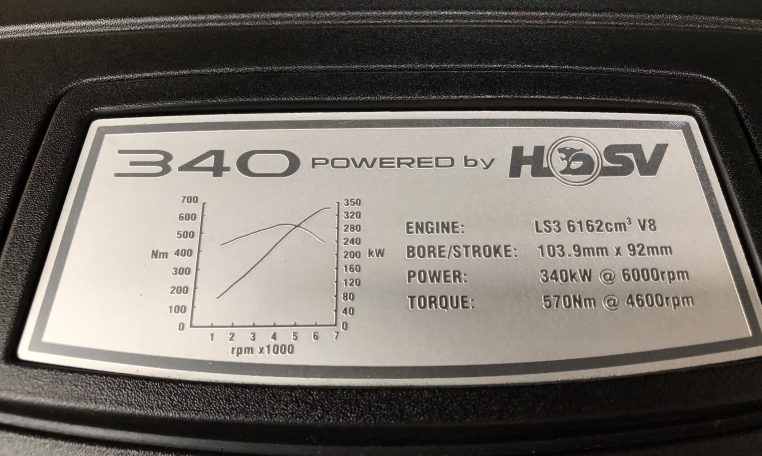 340 POWERED by HSV
700
600
500
Nm 400
300
200
100
0
350
320
280
240
200 kW
160
120
80
40
0
1 2 3 4 5 6 7
rpm x1000
ENGINE: LS3 6162cm³ V8
BORE/STROKE: 103.9mm x 92mm
POWER: 340kW @ 6000rpm
TORQUE: 570Nm @ 4600rpm